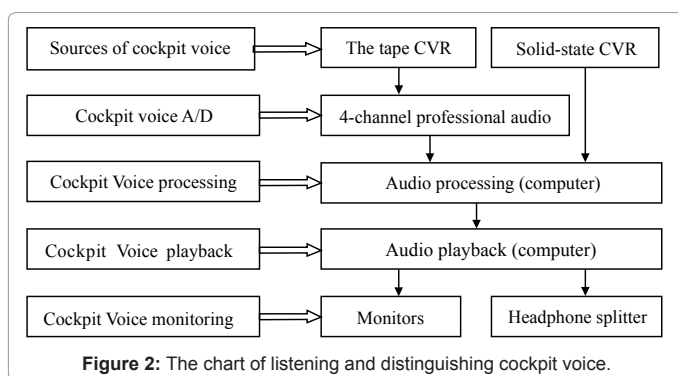 Sources of cockpit voice
The tape CVR
Solid-state CVR
Cockpit voice A/D
4-channel professional audio
Cockpit Voice processing
Audio processing (computer)
Cockpit Voice playback
Audio playback (computer)
Cockpit Voice monitoring
Monitors
Headphone splitter
Figure 2: The chart of listening and distinguishing cockpit voice.